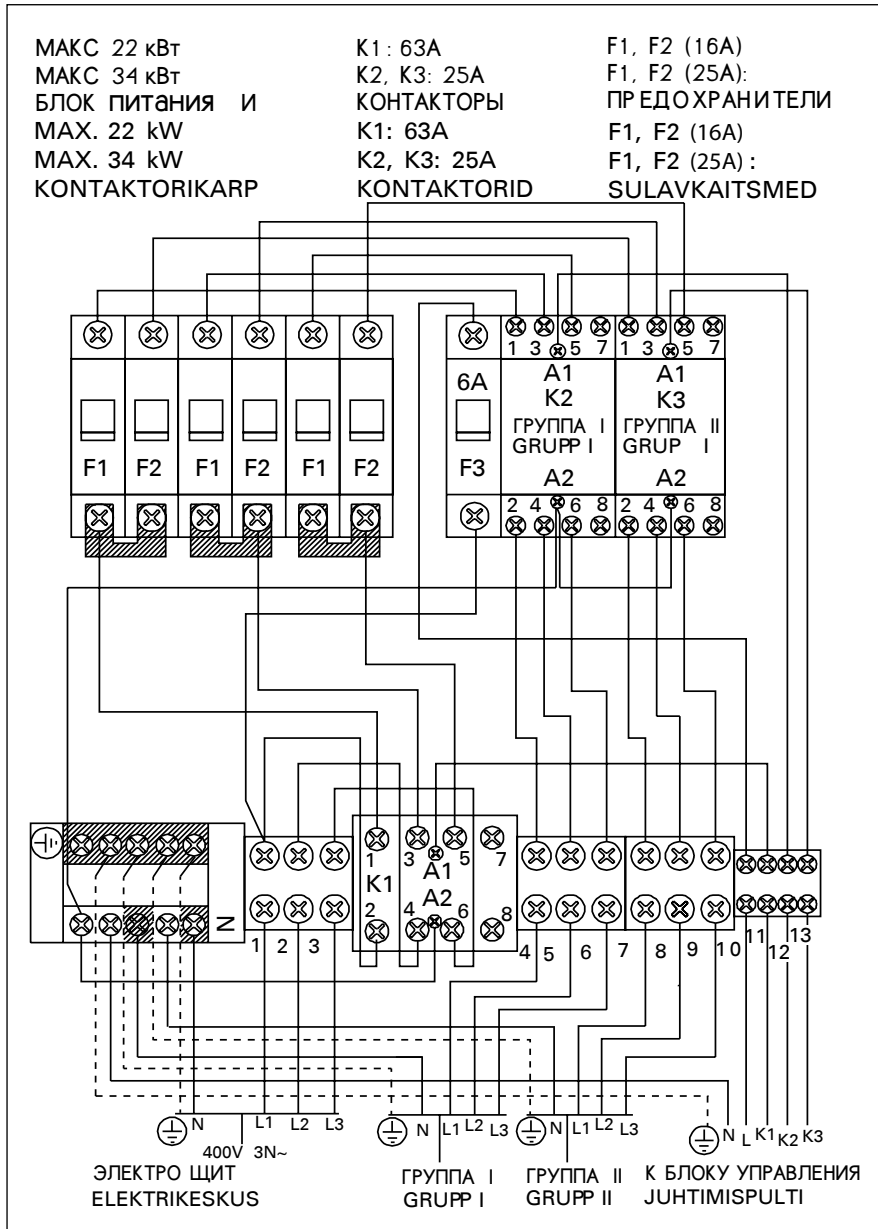 МАКС 22 кВт
МАКС 34 кВт
БЛОК питания И
MAX. 22 kW
MAX. 34 kW
KONTAKTORIKARP
K1: 63A
K2, K3: 25A
КОНТАКТОРЫ
K1: 63A
K2, K3: 25A
KONTAKTORID
F1, F2 (16A)
F1, F2 (25A):
ПРЕДОХРАНИТЕЛИ
F1, F2 (16A)
F1, F2 (25A) :
SULAVKAITSMED
1 3 5 7 1 3 5 7
6A A1 A1
K2 K3
ГРУППА I ГРУППА II
GRUPP I GRUP I
F1 F2 F1 F2 F1 F2 F3
A2 A2
2 4 6 8 2 4 6 8
1 3 5 7
K1 A1
A2
2 4 6 8
N
1 2 3 4 5 6 7 8 9 10 11 12 13
N L1 L2 L3 N L1 L2 L3 N L1 L2 L3 N L K1 K2 K3
400V 3N~
ЭЛЕКТРО ЩИТ
ELEKTRIKESKUS
ГРУППА I
GRUPP I
ГРУППА II
GRUPP II
К БЛОКУ УПРАВЛЕНИЯ
JUHTIMISPULTI